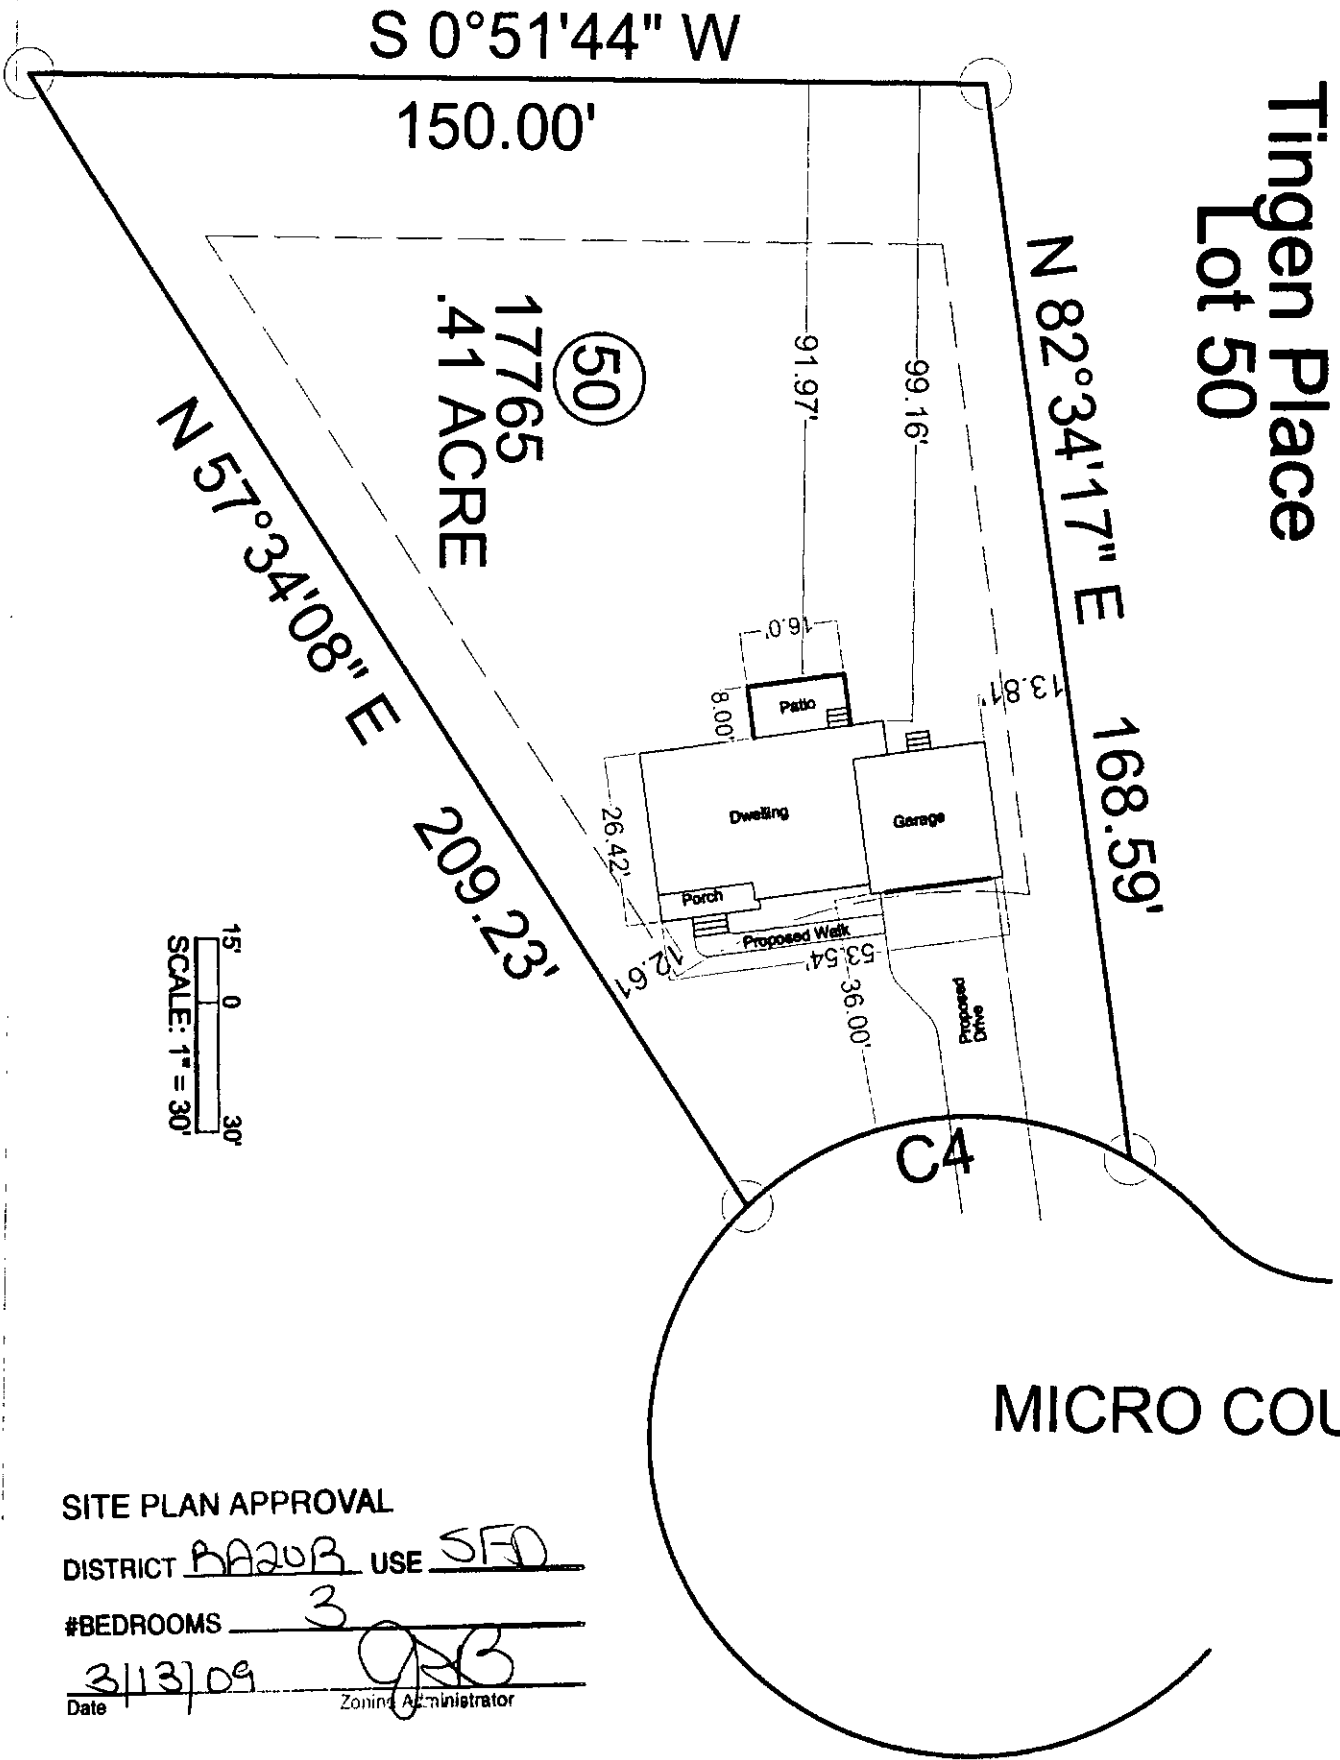 Tingen Place
Lot 50
S 0°51'44" W
150.00'
N 82°34'17" E 168.59'
N 57°34'08" E 209.23'
50
17765
.41 ACRE
91.97'
99.16'
16.0'
8.00'
13.81'
Patio
Dwelling
Garage
26.42'
Porch
Proposed Walk
12.61
53.54'
36.00'
Proposed
Drive
C4
15' 0 30'
SCALE: 1" = 30'
MICRO COU
SITE PLAN APPROVAL
DISTRICT RA20R USE SFD
#BEDROOMS 3
3/13/09
Date Zoning Administrator